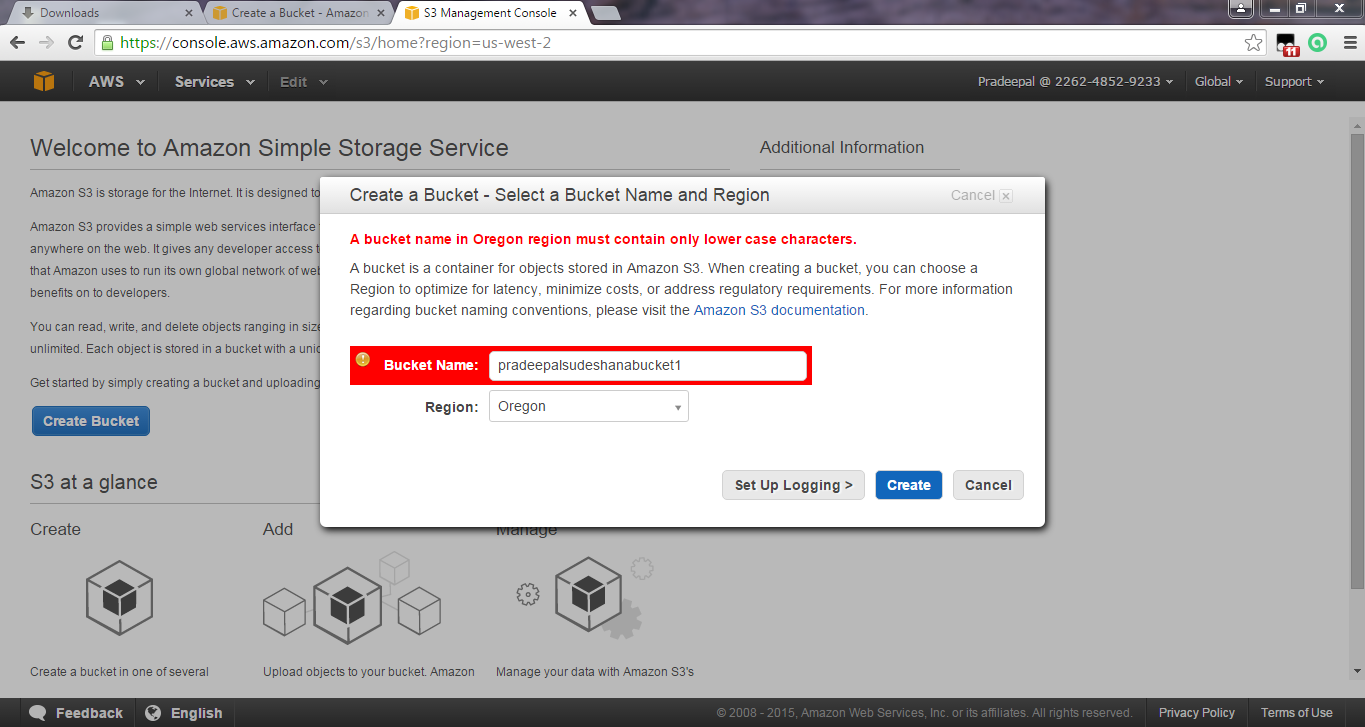 Downloads
Create a Bucket - Amazon
S3 Management Console
https://console.aws.amazon.com/s3/home?region=us-west-2
11
AWS
Services
Edit
Pradeepal @ 2262-4852-9233
Global
Support
Welcome to Amazon Simple Storage Service
Additional Information
Amazon S3 is storage for the Internet. It is designed to
Amazon S3 provides a simple web services interface
anywhere on the web. It gives any developer access
that Amazon uses to run its own global network of
benefits on to developers.
You can read, write, and delete objects ranging in
unlimited. Each object is stored in a bucket with a
Get started by simply creating a bucket and uploading
Create Bucket
Create a Bucket - Select a Bucket Name and Region
Cancel
A bucket name in Oregon region must contain only lower case characters.
A bucket is a container for objects stored in Amazon S3. When creating a bucket, you can choose a
Region to optimize for latency, minimize costs, or address regulatory requirements. For more information
regarding bucket naming conventions, please visit the Amazon S3 documentation.
Bucket Name:
pradeepalsudeshanabucket1
Region:
Oregon
Set Up Logging >
Create
Cancel
S3 at a glance
Create
Add
Manage
Create a bucket in one of several
Upload objects to your bucket. Amazon
Manage your data with Amazon S3's
Feedback
English
© 2008 - 2015, Amazon Web Services, Inc. or its affiliates. All rights reserved.
Privacy Policy
Terms of Use